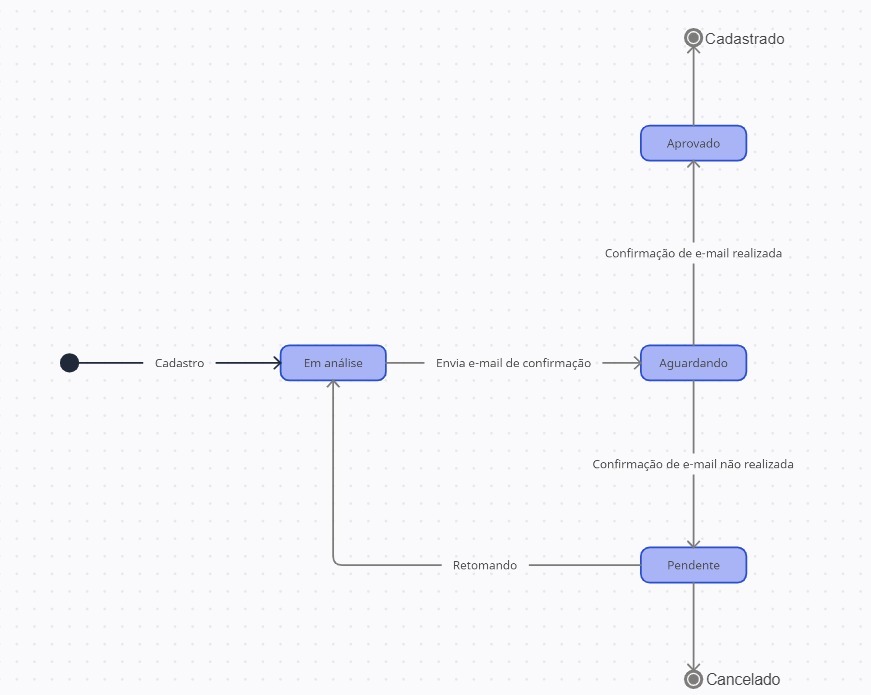 Cadastrado
Aprovado
Confirmação de e-mail realizada
Cadastro
Em análise
Envia e-mail de confirmação
Aguardando
Confirmação de e-mail não realizada
Retomando
Pendente
Cancelado